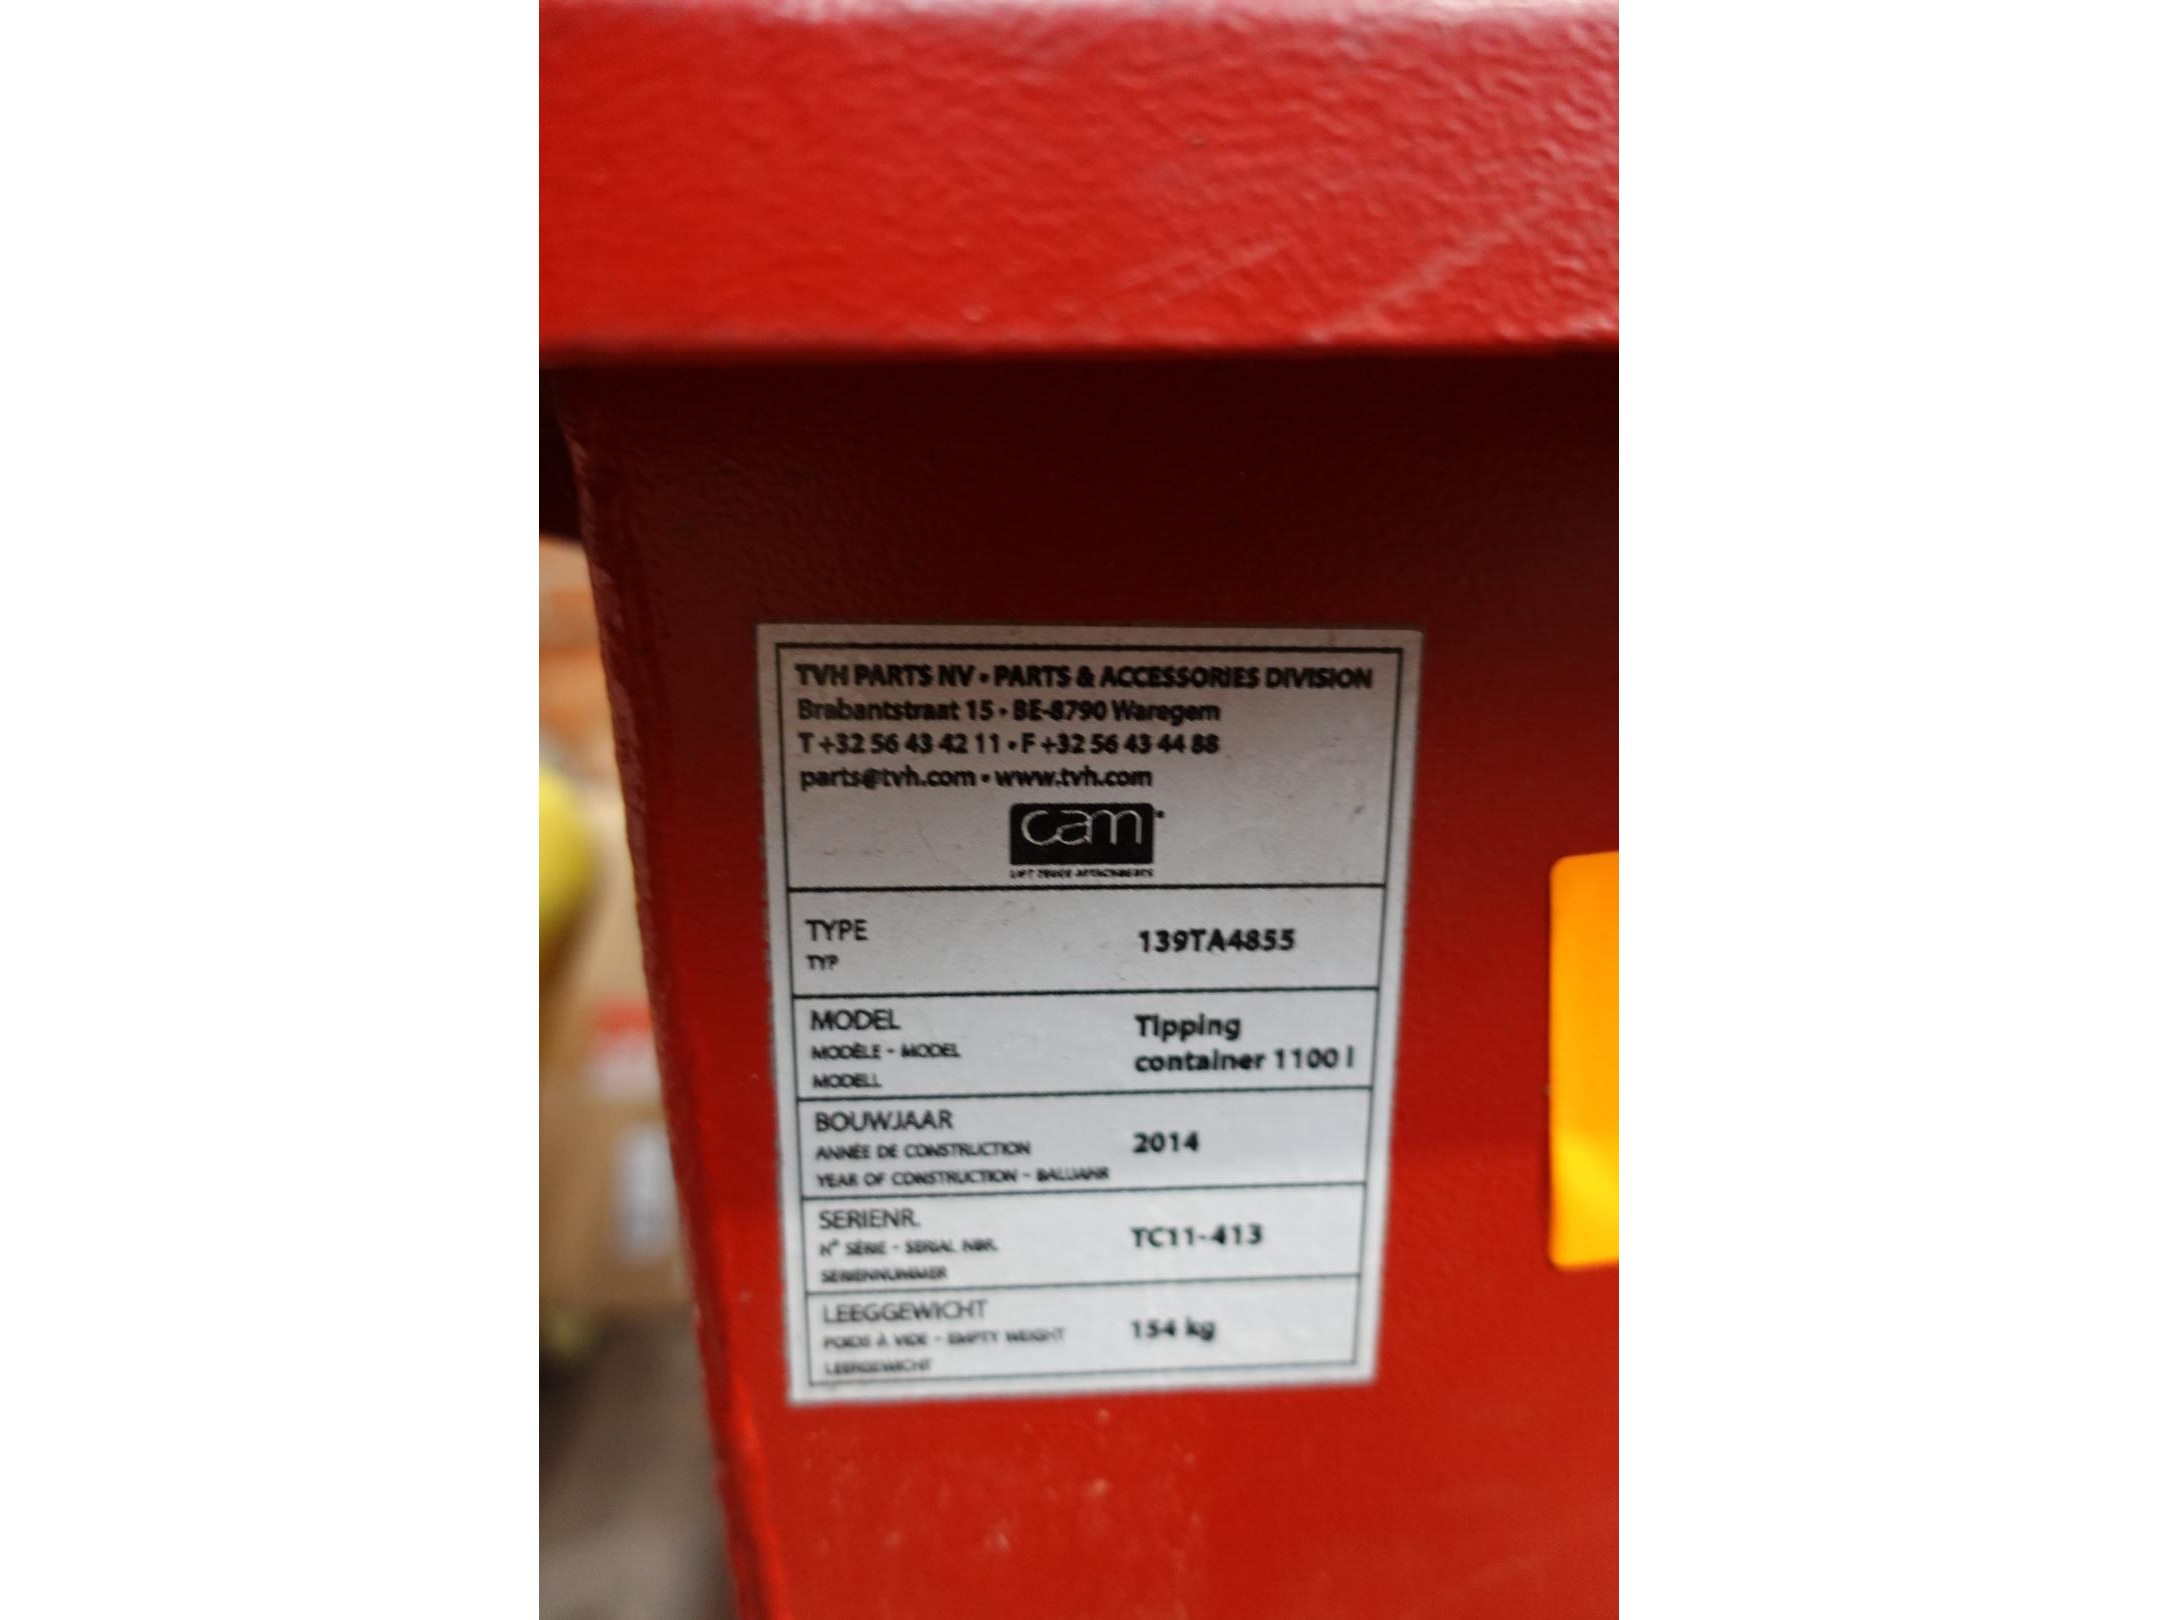 TVH PARTS NV • PARTS & ACCESSORIES DIVISION
Brabantstraat 15 • BE-8790 Waregem
T +32 56 43 42 11 • F +32 56 43 44 88
parts@tvh.com • www.tvh.com
cam
LIFT TRUCK ATTACHMENTS
TYPE 139TA4855
TYP
MODEL Tipping
MODÈLE - MODEL container 1100 l
MODELL
BOUWJAAR
ANNÉE DE CONSTRUCTION 2014
YEAR OF CONSTRUCTION - BAUJAHR
SERIENR. TC11-413
N° SÉRIE - SERIAL NBR.
SERIENNUMMER
LEEGGEWICHT 154 kg
POIDS À VIDE - EMPTY WEIGHT
LEERGEWICHT